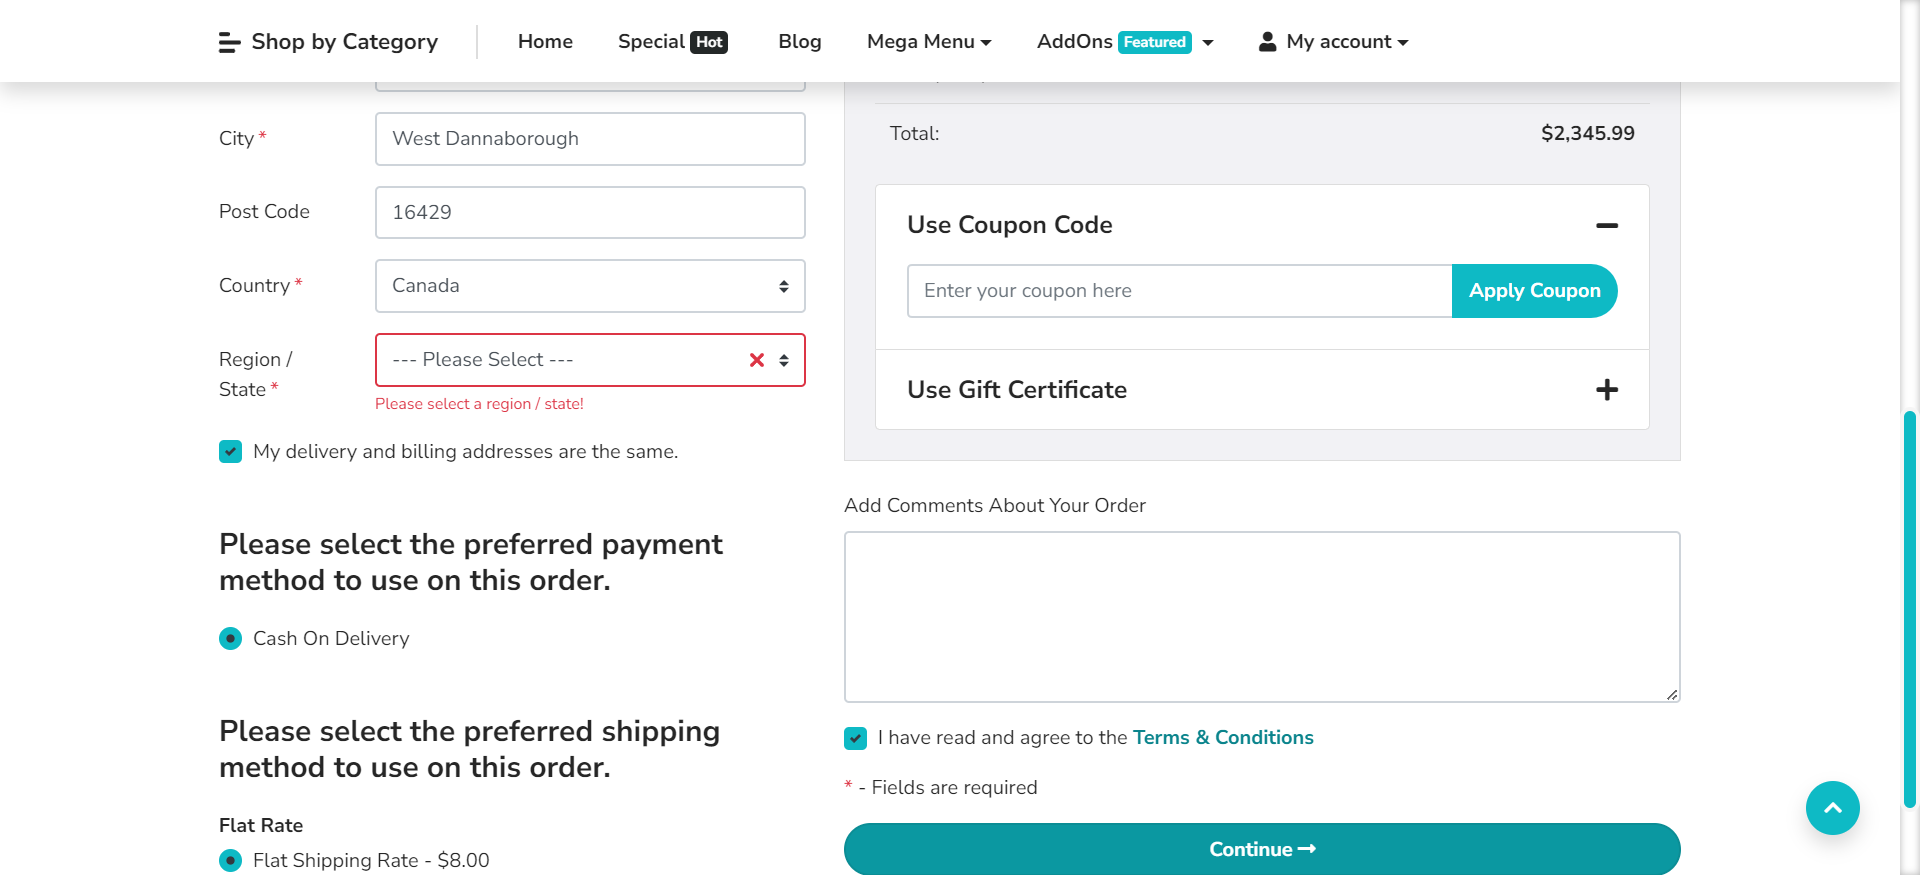 Shop by Category
Home
Special Hot
Blog
Mega Menu
AddOns Featured
My account
City *
West Dannaborough
Post Code
16429
Country *
Canada
Region /
State *
--- Please Select ---
Please select a region / state!
My delivery and billing addresses are the same.
Please select the preferred payment
method to use on this order.
Cash On Delivery
Please select the preferred shipping
method to use on this order.
Flat Rate
Flat Shipping Rate - $8.00
Total:
$2,345.99
Use Coupon Code
Enter your coupon here
Apply Coupon
Use Gift Certificate
Add Comments About Your Order
I have read and agree to the Terms & Conditions
* - Fields are required
Continue